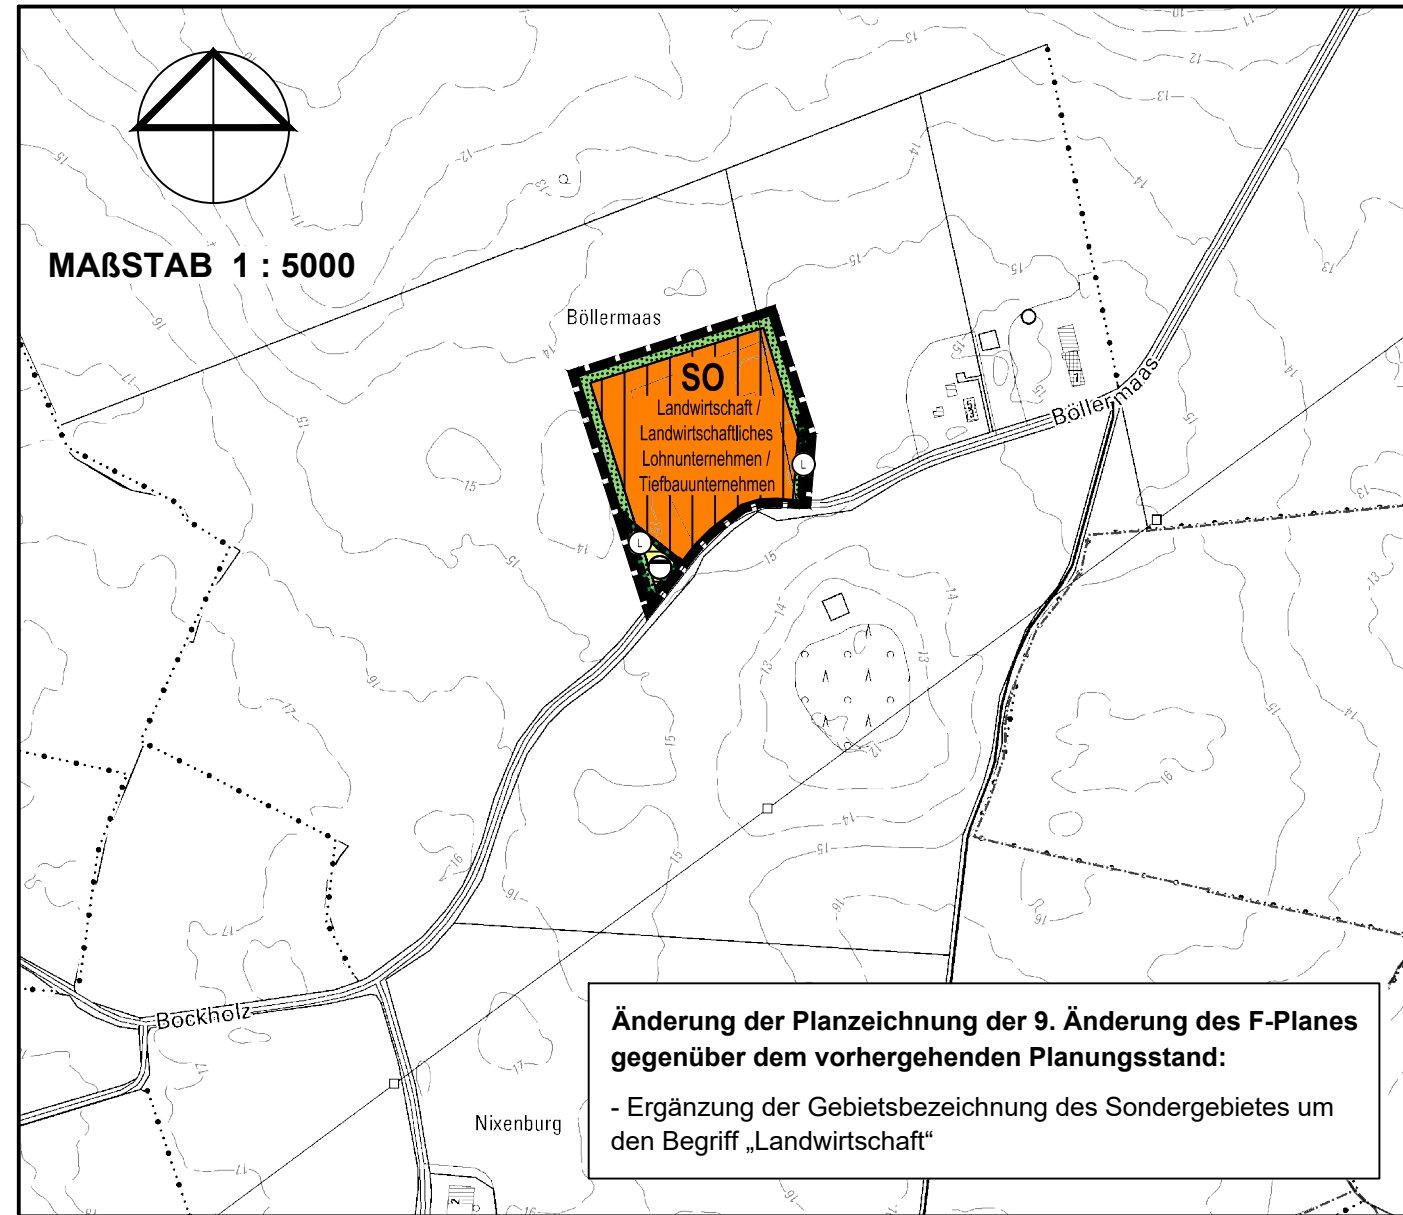 MAßSTAB 1 : 5000
Böllermaas
SO
Landwirtschaft /
Landwirtschaftliches
Lohnunternehmen /
Tiefbauunternehmen
L
L
Böllermaas
Bockholz
Nixenburg
Änderung der Planzeichnung der 9. Änderung des F-Planes
gegenüber dem vorhergehenden Planungsstand:
- Ergänzung der Gebietsbezeichnung des Sondergebietes um
den Begriff „Landwirtschaft“